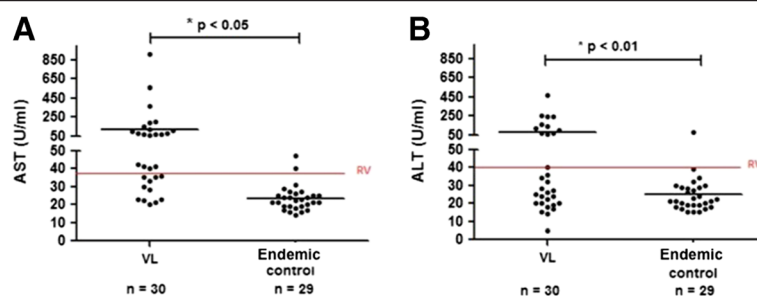 A
* p < 0.05
AST (U/ml)
850
650
450
250
50
50
40
30
20
10
0
RV
VL
Endemic
control
n = 30
n = 29
B
* p < 0.01
ALT (U/ml)
850
650
450
250
50
50
40
30
20
10
0
RV
VL
Endemic
control
n = 30
n = 29